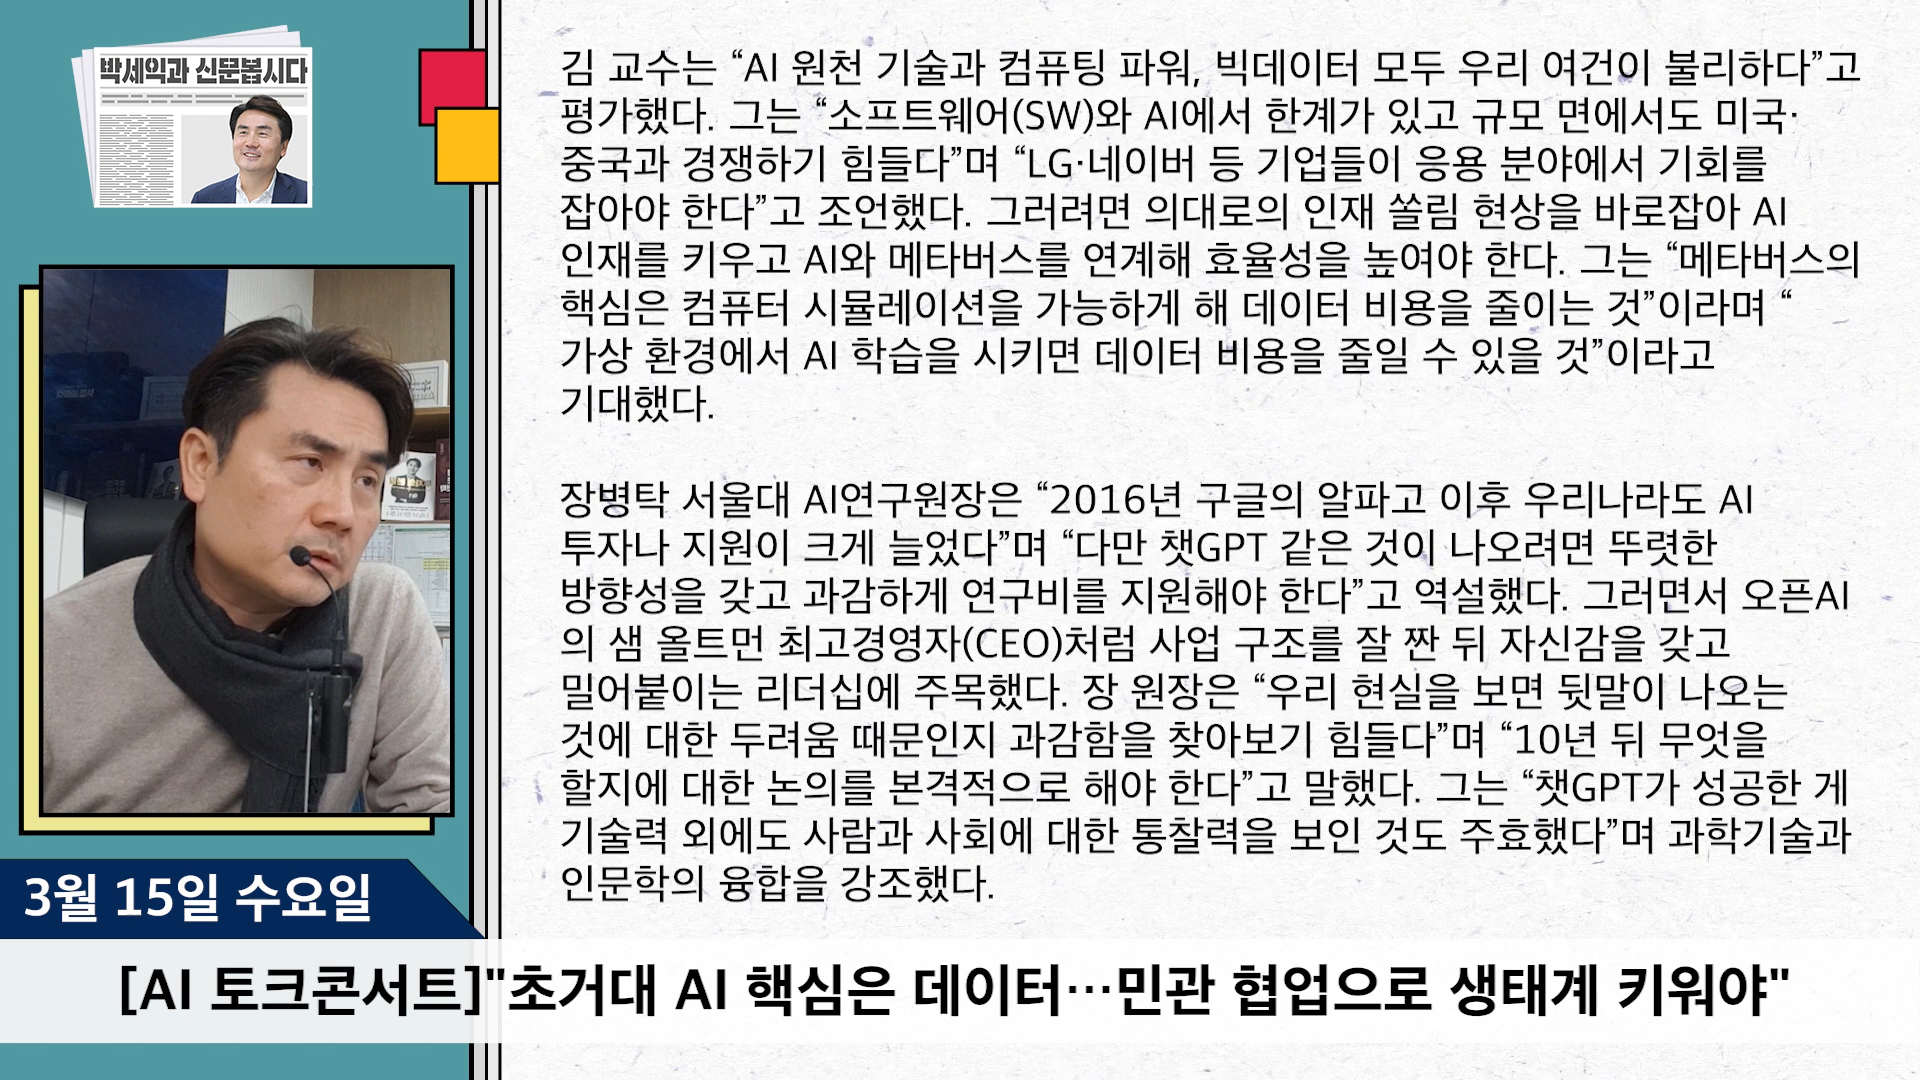 박세익과 신문봅시다
김 교수는 “AI 원천 기술과 컴퓨팅 파워, 빅데이터 모두 우리 여건이 불리하다”고
평가했다. 그는 “소프트웨어(SW)와 AI에서 한계가 있고 규모 면에서도 미국·
중국과 경쟁하기 힘들다”며 “LG·네이버 등 기업들이 응용 분야에서 기회를
잡아야 한다”고 조언했다. 그러려면 의대로의 인재 쏠림 현상을 바로잡아 AI
인재를 키우고 AI와 메타버스를 연계해 효율성을 높여야 한다. 그는 “메타버스의
핵심은 컴퓨터 시뮬레이션을 가능하게 해 데이터 비용을 줄이는 것”이라며 “
가상 환경에서 AI 학습을 시키면 데이터 비용을 줄일 수 있을 것”이라고
기대했다.
장병탁 서울대 AI연구원장은 “2016년 구글의 알파고 이후 우리나라도 AI
투자나 지원이 크게 늘었다”며 “다만 챗GPT 같은 것이 나오려면 뚜렷한
방향성을 갖고 과감하게 연구비를 지원해야 한다”고 역설했다. 그러면서 오픈AI
의 샘 올트먼 최고경영자(CEO)처럼 사업 구조를 잘 짠 뒤 자신감을 갖고
밀어붙이는 리더십에 주목했다. 장 원장은 “우리 현실을 보면 뒷말이 나오는
것에 대한 두려움 때문인지 과감함을 찾아보기 힘들다”며 “10년 뒤 무엇을
할지에 대한 논의를 본격적으로 해야 한다”고 말했다. 그는 “챗GPT가 성공한 게
기술력 외에도 사람과 사회에 대한 통찰력을 보인 것도 주효했다”며 과학기술과
인문학의 융합을 강조했다.
3월 15일 수요일
[AI 토크콘서트]"초거대 AI 핵심은 데이터…민관 협업으로 생태계 키워야"